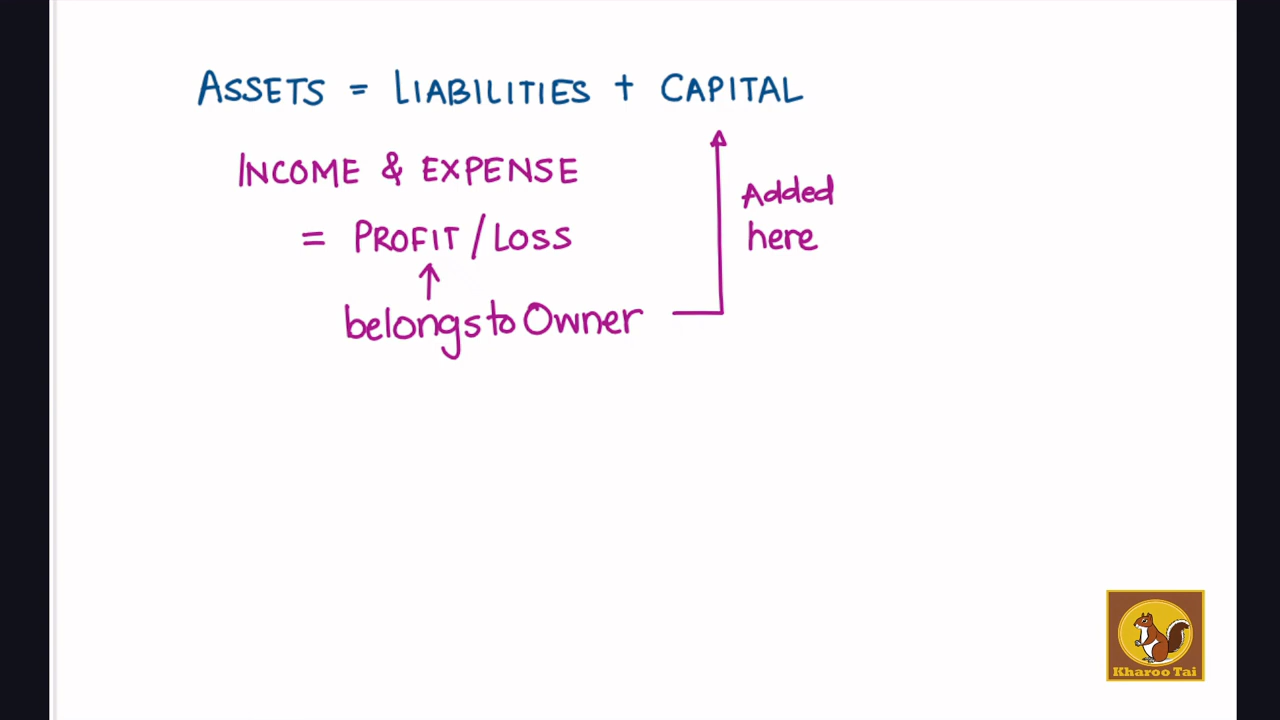 ASSETS = LIABILITIES + CAPITAL
INCOME & EXPENSE
= PROFIT / LOSS
belongs to Owner
Added
here
Kharoo Tai